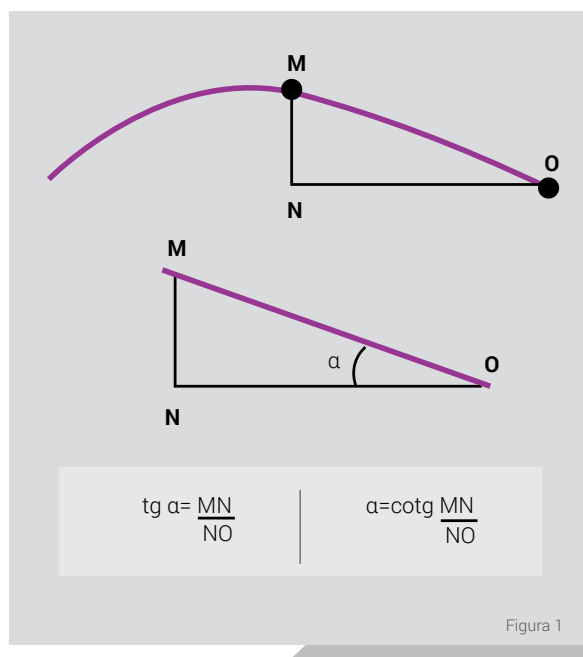 M
O
N
M
α
O
N
tg α= MN
NO
α=cotg MN
NO
Figura 1